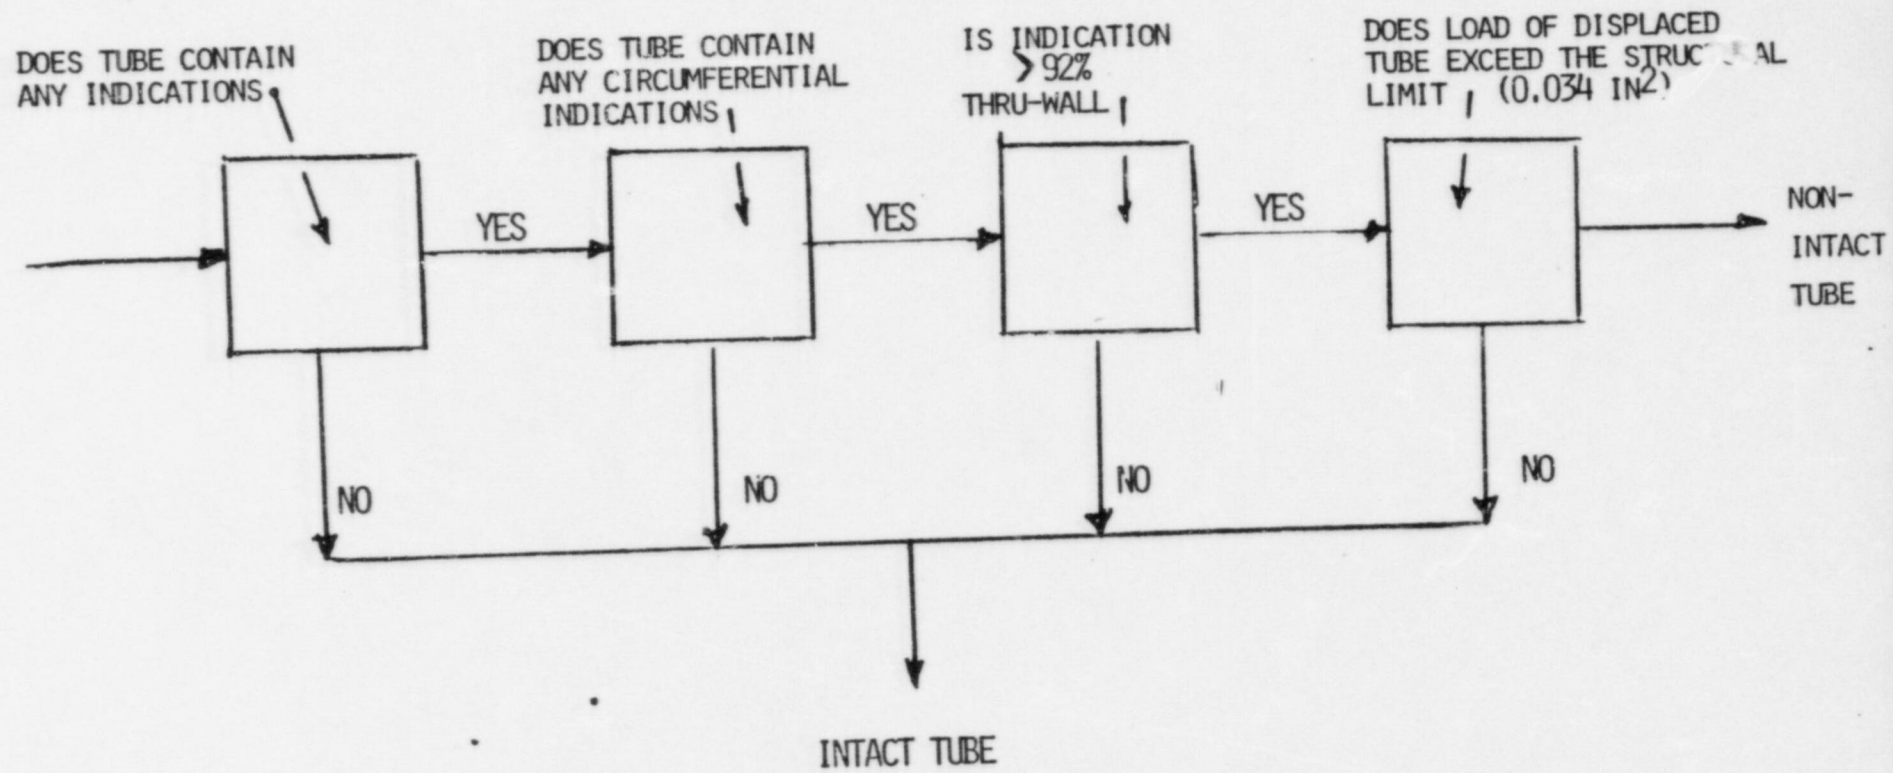 DOES TUBE CONTAIN
ANY INDICATIONS
DOES TUBE CONTAIN
ANY CIRCUMFERENTIAL
INDICATIONS
IS INDICATION
> 92%
THRU-WALL
DOES LOAD OF DISPLACED
TUBE EXCEED THE
LIMIT (0.034 IN²)
YES
YES
YES
NON-
INTACT
TUBE
NO
NO
NO
NO
INTACT TUBE